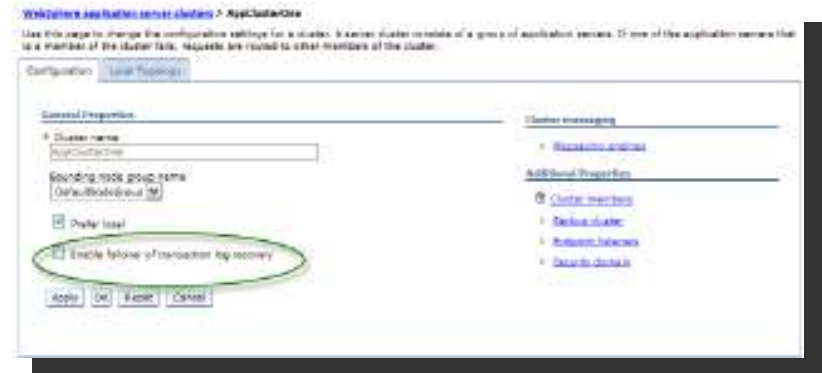 WebSphere application server clusters > AppClusterOne
Use this page to change the configuration settings for a cluster. A server cluster consists of a group of application servers. If one of the application servers that
is a member of the cluster fails, requests are routed to other members of the cluster.
Configuration Local Topology
General Properties
Cluster messaging
* Cluster name
AppClusterOne
Messaging engines
Bounding node group name
DefaultNodeGroup
Additional Properties
Cluster members
Prefer local
Backup cluster
Enable failover of transaction log recovery
Endpoint listeners
Security domain
Apply OK Reset Cancel